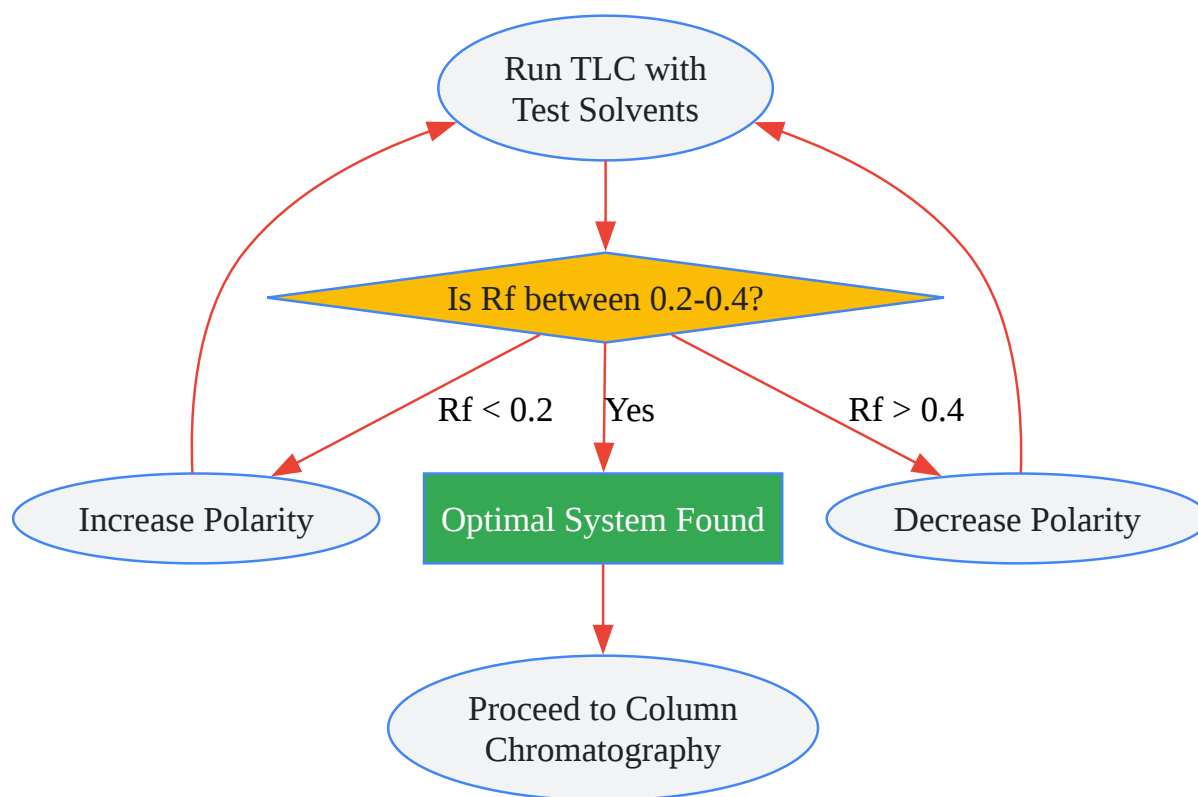 Run TLC with
Test Solvents
Is Rf between 0.2-0.4?
Rf < 0.2
Yes
Rf > 0.4
Increase Polarity
Optimal System Found
Decrease Polarity
Proceed to Column
Chromatography